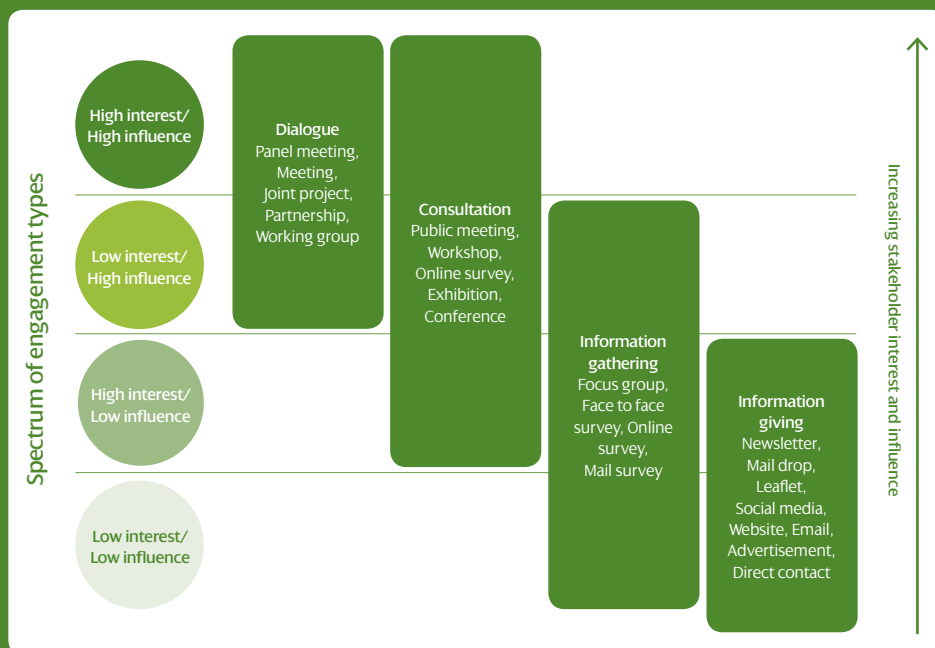 Spectrum of engagement types
High interest/
High influence
Low interest/
High influence
High interest/
Low influence
Low interest/
Low influence
Dialogue
Panel meeting,
Meeting,
Joint project,
Partnership,
Working group
Consultation
Public meeting,
Workshop,
Online survey,
Exhibition,
Conference
Information
gathering
Focus group,
Face to face
survey, Online
survey,
Mail survey
Information
giving
Newsletter,
Mail drop,
Leaflet,
Social media,
Website, Email,
Advertisement,
Direct contact
Increasing stakeholder interest and influence